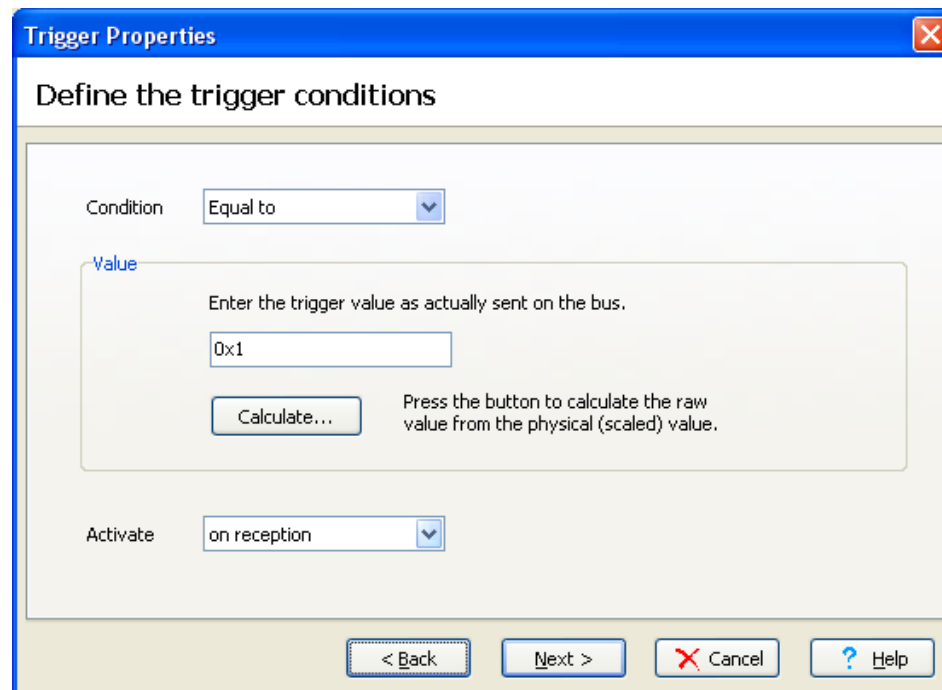 Trigger Properties
Define the trigger conditions
Condition Equal to
Value
Enter the trigger value as actually sent on the bus.
0x1
Calculate... Press the button to calculate the raw
value from the physical (scaled) value.
Activate on reception
< Back Next > Cancel ? Help